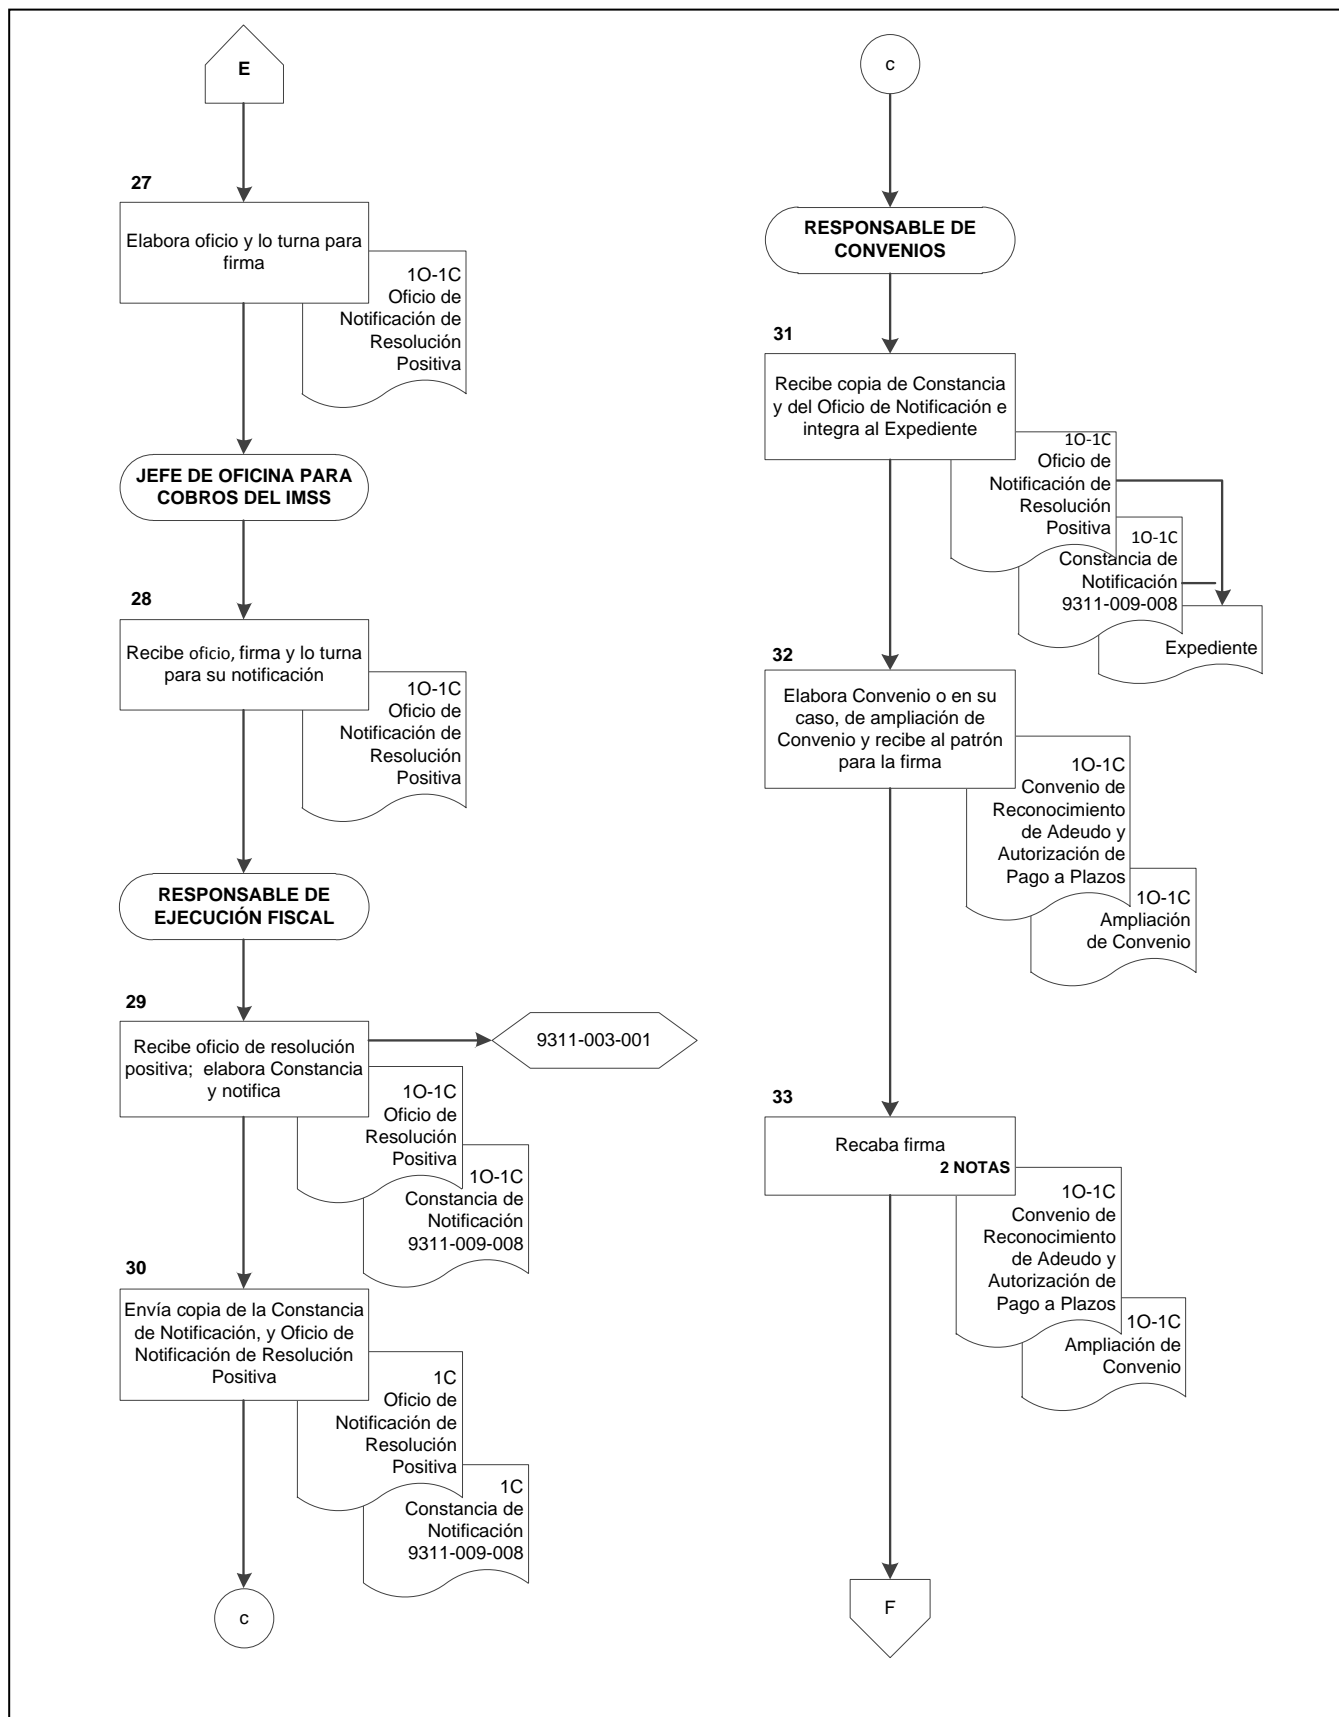 E
27
Elabora oficio y lo turna para
firma
1O-1C
Oficio de
Notificación de
Resolución
Positiva
JEFE DE OFICINA PARA
COBROS DEL IMSS
28
Recibe oficio, firma y lo turna
para su notificación
1O-1C
Oficio de
Notificación de
Resolución
Positiva
RESPONSABLE DE
EJECUCIÓN FISCAL
29
Recibe oficio de resolución
positiva; elabora Constancia
y notifica
9311-003-001
1O-1C
Oficio de
Resolución
Positiva
1O-1C
Constancia de
Notificación
9311-009-008
30
Envía copia de la Constancia
de Notificación, y Oficio de
Notificación de Resolución
Positiva
1C
Oficio de
Notificación de
Resolución
Positiva
1C
Constancia de
Notificación
9311-009-008
c
c
RESPONSABLE DE
CONVENIOS
31
Recibe copia de Constancia
y del Oficio de Notificación e
integra al Expediente
1O-1C
Oficio de
Notificación de
Resolución
Positiva
1O-1C
Constancia de
Notificación
9311-009-008
Expediente
32
Elabora Convenio o en su
caso, de ampliación de
Convenio y recibe al patrón
para la firma
1O-1C
Convenio de
Reconocimiento
de Adeudo y
Autorización de
Pago a Plazos
1O-1C
Ampliación
de Convenio
33
Recaba firma
2 NOTAS
1O-1C
Convenio de
Reconocimiento
de Adeudo y
Autorización de
Pago a Plazos
1O-1C
Ampliación de
Convenio
F